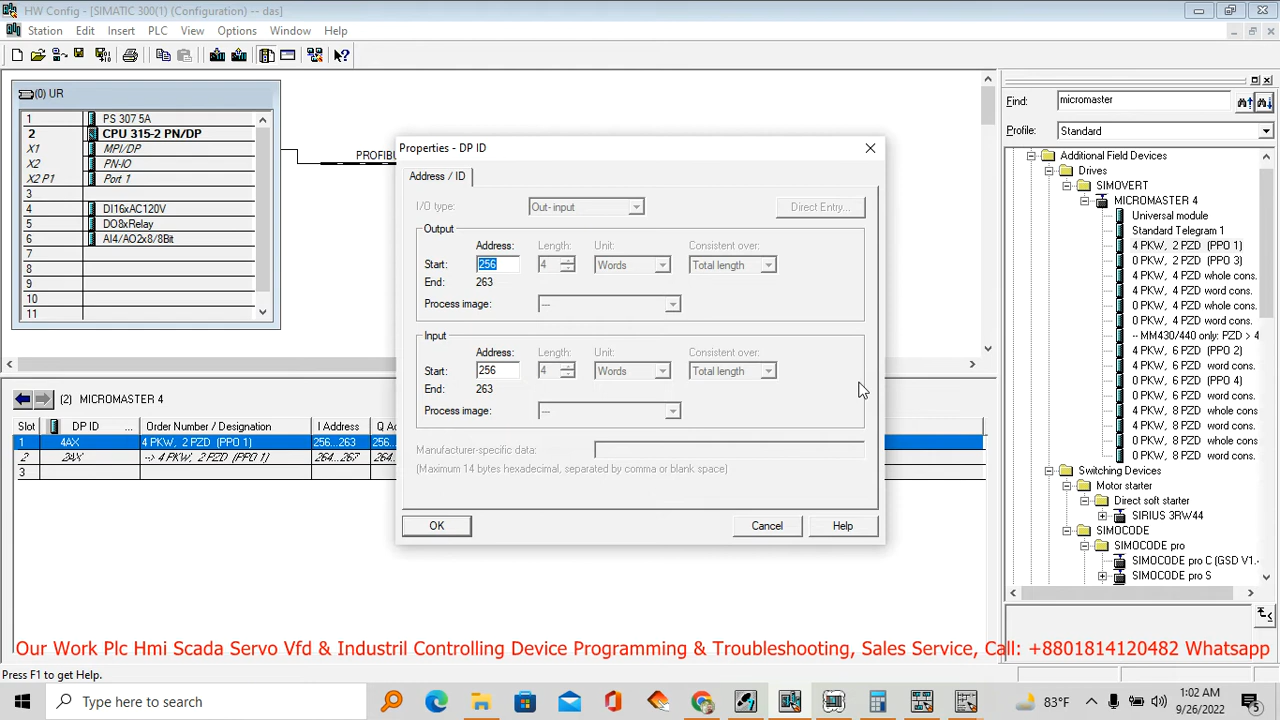 HW Config - [SIMATIC 300(1) (Configuration) -- das]
Station Edit Insert PLC View Options Window Help
(0) UR
1 PS 307 5A
2 CPU 315-2 PN/DP
X1 MPI/DP
X2 PN-IO
X2 P1 Port 1
3
4 DI16xAC120V
5 DO8xRelay
6 AI4/AO2x8/8Bit
7
8
9
10
11
PROFIBU
Properties - DP ID
Address / ID
I/O type: Out- input Direct Entry...
Output
Address: Length: Unit: Consistent over:
Start: 256 4 Words Total length
End: 263
Process image: ---
Input
Address: Length: Unit: Consistent over:
Start: 256 4 Words Total length
End: 263
Process image: ---
Manufacturer-specific data:
(Maximum 14 bytes hexadecimal, separated by comma or blank space)
OK Cancel Help
(2) MICROMASTER 4
Slot DP ID ... Order Number / Designation I Address Q Ad
1 4AX 4 PKW, 2 PZD (PPO 1) 256...263 256...
2 2AX --> 4 PKW, 2 PZD (PPO 1) 264...267 264...
3
Find: micromaster
Profile: Standard
Additional Field Devices
Drives
SIMOVERT
MICROMASTER 4
Universal module
Standard Telegram 1
4 PKW, 2 PZD (PPO 1)
0 PKW, 2 PZD (PPO 3)
4 PKW, 2 PZD whole cons.
4 PKW, 2 PZD word cons.
0 PKW, 2 PZD whole cons.
0 PKW, 4 PZD word cons.
-- MM430/440 only: PZD > 4
4 PKW, 6 PZD (PPO 2)
0 PKW, 6 PZD (PPO 4)
4 PKW, 6 PZD word cons.
0 PKW, 6 PZD word cons.
4 PKW, 8 PZD whole cons.
4 PKW, 8 PZD word cons.
0 PKW, 8 PZD whole cons.
0 PKW, 8 PZD word cons.
Switching Devices
Motor starter
Direct soft starter
SIRIUS 3RW44
SIMOCODE
SIMOCODE pro
SIMOCODE pro C (GSD V1.
SIMOCODE pro S
Our Work Plc Hmi Scada Servo Vfd & Industril Controlling Device Programming & Troubleshooting, Sales Service, Call: +8801814120482 Whatsapp
Press F1 to get Help.
Type here to search
83°F
1:02 AM
9/26/2022
5